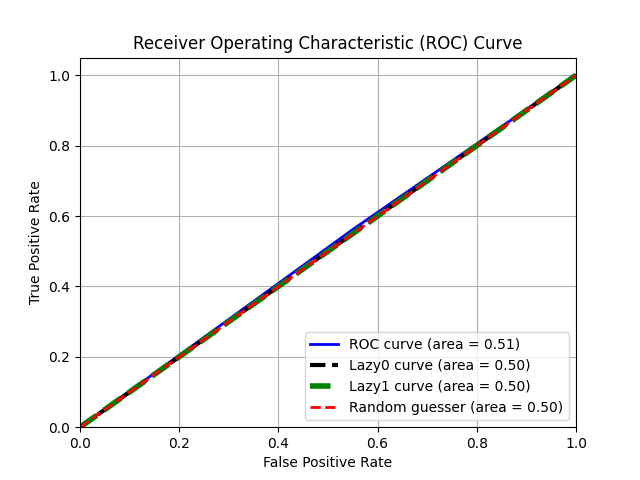 Receiver Operating Characteristic (ROC) Curve
True Positive Rate
1.0
0.8
0.6
0.4
0.2
0.0
ROC curve (area = 0.51)
Lazy0 curve (area = 0.50)
Lazy1 curve (area = 0.50)
Random guesser (area = 0.50)
0.0 0.2 0.4 0.6 0.8 1.0
False Positive Rate